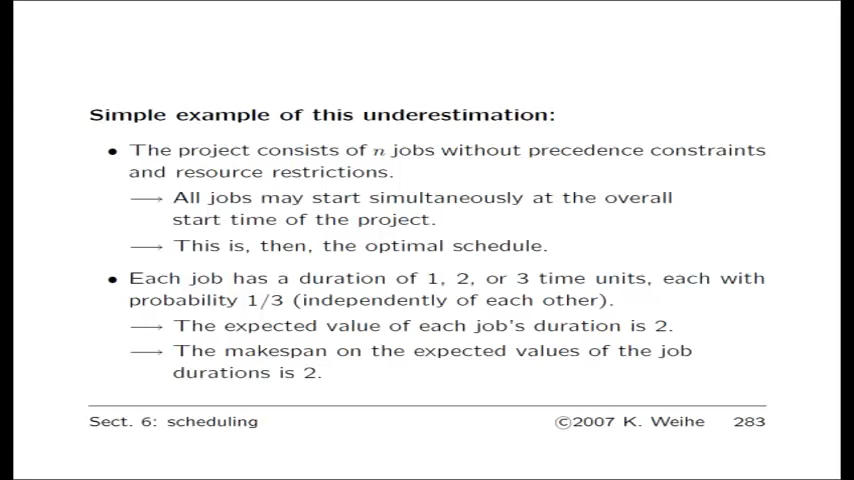 Simple example of this underestimation:
• The project consists of n jobs without precedence constraints
and resource restrictions.
⟶ All jobs may start simultaneously at the overall
start time of the project.
⟶ This is, then, the optimal schedule.
• Each job has a duration of 1, 2, or 3 time units, each with
probability 1/3 (independently of each other).
⟶ The expected value of each job's duration is 2.
⟶ The makespan on the expected values of the job
durations is 2.
Sect. 6: scheduling ©2007 K. Weihe 283